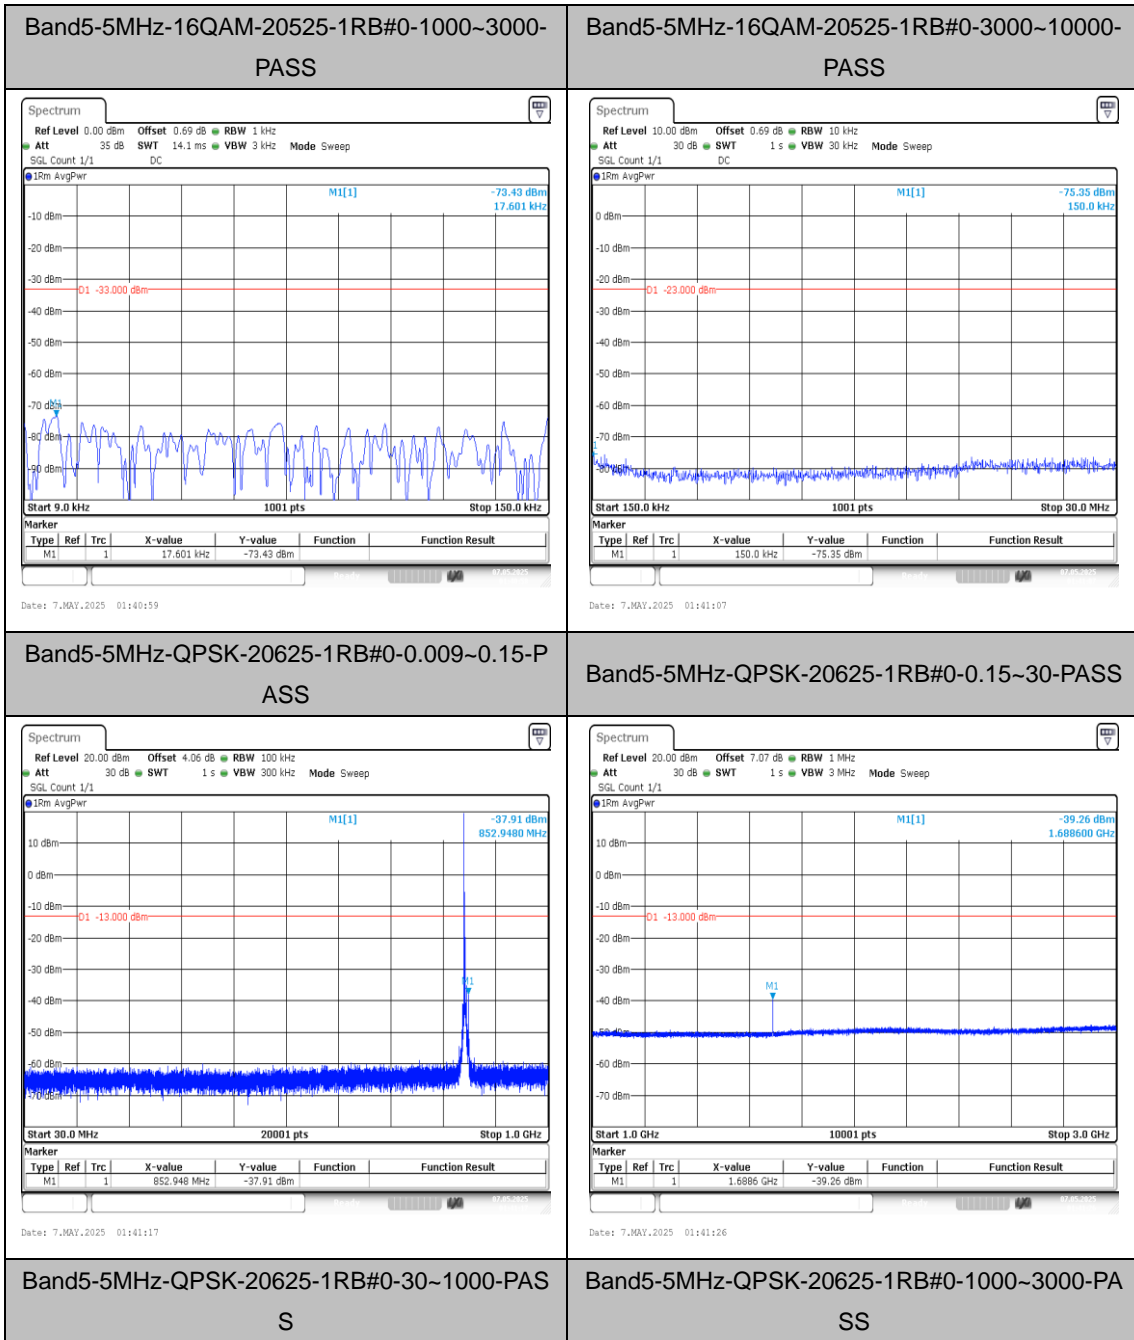 Band5-5MHz-16QAM-20525-1RB#0-1000~3000-
PASS
Band5-5MHz-16QAM-20525-1RB#0-3000~10000-
PASS
Spectrum
Ref Level 0.00 dBm Offset 0.69 dB RBW 1 kHz
Att 35 dB SWT 14.1 ms VBW 3 kHz Mode Sweep
SGL Count 1/1 DC
1Rm AvgPwr
M1[1] -73.43 dBm
17.601 kHz
-10 dBm
-20 dBm
-30 dBm
D1 -33.000 dBm
-40 dBm
-50 dBm
-60 dBm
-70 dBm
M1
-80 dBm
-90 dBm
Start 9.0 kHz 1001 pts Stop 150.0 kHz
Marker
Type Ref Trc X-value Y-value Function Function Result
M1 1 17.601 kHz -73.43 dBm
Ready 07.05.2025
Date: 7.MAY.2025 01:40:59
Spectrum
Ref Level 10.00 dBm Offset 0.69 dB RBW 10 kHz
Att 30 dB SWT 1 s VBW 30 kHz Mode Sweep
SGL Count 1/1 DC
1Rm AvgPwr
M1[1] -75.35 dBm
150.0 kHz
0 dBm
-10 dBm
-20 dBm
D1 -23.000 dBm
-30 dBm
-40 dBm
-50 dBm
-60 dBm
-70 dBm
-80 dBm
Start 150.0 kHz 1001 pts Stop 30.0 MHz
Marker
Type Ref Trc X-value Y-value Function Function Result
M1 1 150.0 kHz -75.35 dBm
Ready 07.05.2025
Date: 7.MAY.2025 01:41:07
Band5-5MHz-QPSK-20625-1RB#0-0.009~0.15-P
ASS
Band5-5MHz-QPSK-20625-1RB#0-0.15~30-PASS
Spectrum
Ref Level 20.00 dBm Offset 4.06 dB RBW 100 kHz
Att 30 dB SWT 1 s VBW 300 kHz Mode Sweep
SGL Count 1/1
1Rm AvgPwr
M1[1] -37.91 dBm
852.9480 MHz
10 dBm
0 dBm
-10 dBm
D1 -13.000 dBm
-20 dBm
-30 dBm
M1
-40 dBm
-50 dBm
-60 dBm
-70 dBm
Start 30.0 MHz 20001 pts Stop 1.0 GHz
Marker
Type Ref Trc X-value Y-value Function Function Result
M1 1 852.948 MHz -37.91 dBm
Ready 07.05.2025
Date: 7.MAY.2025 01:41:17
Spectrum
Ref Level 20.00 dBm Offset 7.07 dB RBW 1 MHz
Att 30 dB SWT 1 s VBW 3 MHz Mode Sweep
SGL Count 1/1
1Rm AvgPwr
M1[1] -39.26 dBm
1.688600 GHz
10 dBm
0 dBm
-10 dBm
D1 -13.000 dBm
-20 dBm
-30 dBm
M1
-40 dBm
-50 dBm
-60 dBm
-70 dBm
Start 1.0 GHz 10001 pts Stop 3.0 GHz
Marker
Type Ref Trc X-value Y-value Function Function Result
M1 1 1.6886 GHz -39.26 dBm
Ready 07.05.2025
Date: 7.MAY.2025 01:41:26
Band5-5MHz-QPSK-20625-1RB#0-30~1000-PAS
S
Band5-5MHz-QPSK-20625-1RB#0-1000~3000-PA
SS